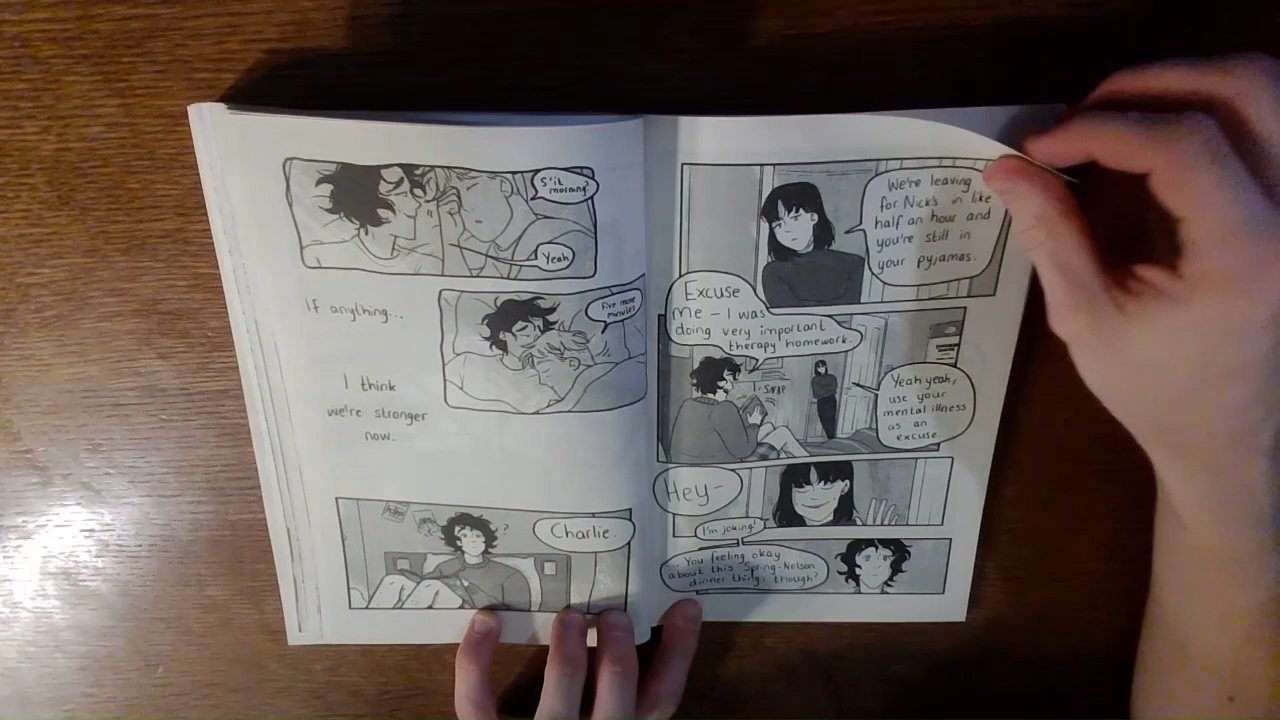 S'it
morning?
Yeah
If anything...
Five more
minutes
I think
we're stronger
now.
?
Charlie.
We're leaving
for Nick's in like
half an hour and
you're still in
your pyjamas.
Excuse
me – I was
doing very important
therapy homework.
SNAP
Yeah yeah,
use your
mental illness
as an
excuse.
Hey–
I'm joking!
You feeling okay
about this Spring-Nelson
dinner thing, though?